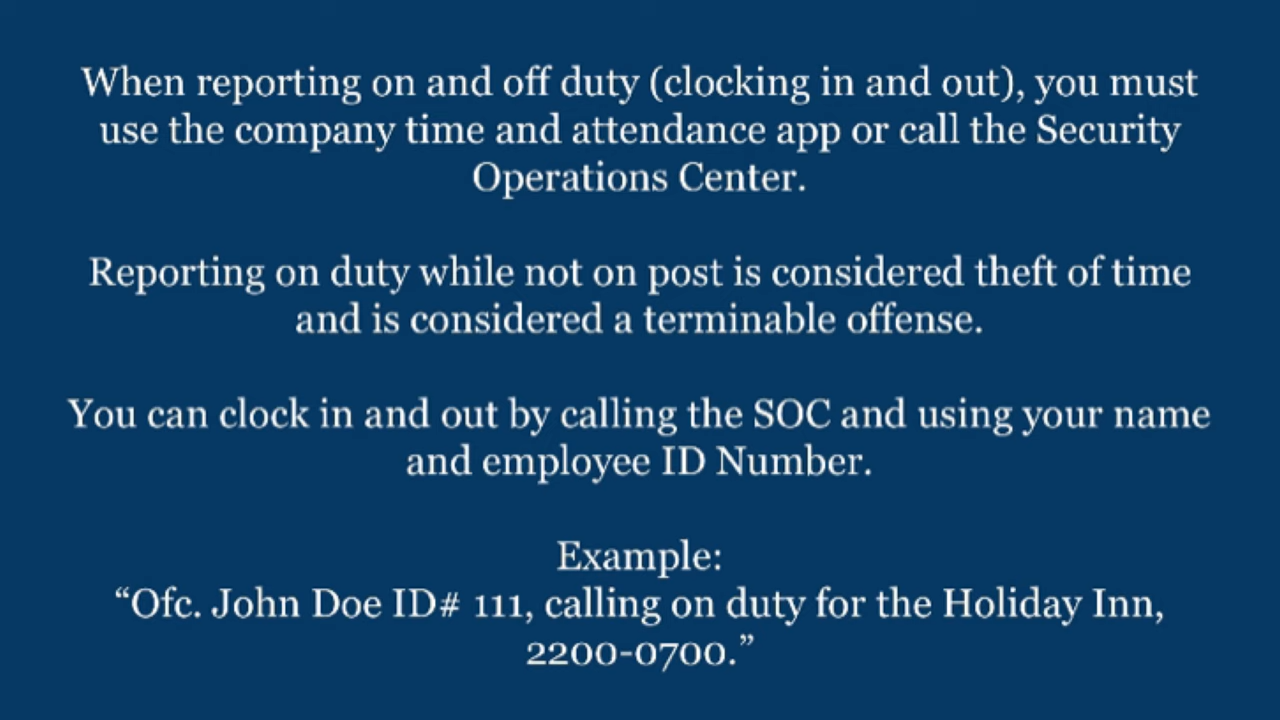 When reporting on and off duty (clocking in and out), you must
use the company time and attendance app or call the Security
Operations Center.
Reporting on duty while not on post is considered theft of time
and is considered a terminable offense.
You can clock in and out by calling the SOC and using your name
and employee ID Number.
Example:
“Ofc. John Doe ID# 111, calling on duty for the Holiday Inn,
2200-0700.”